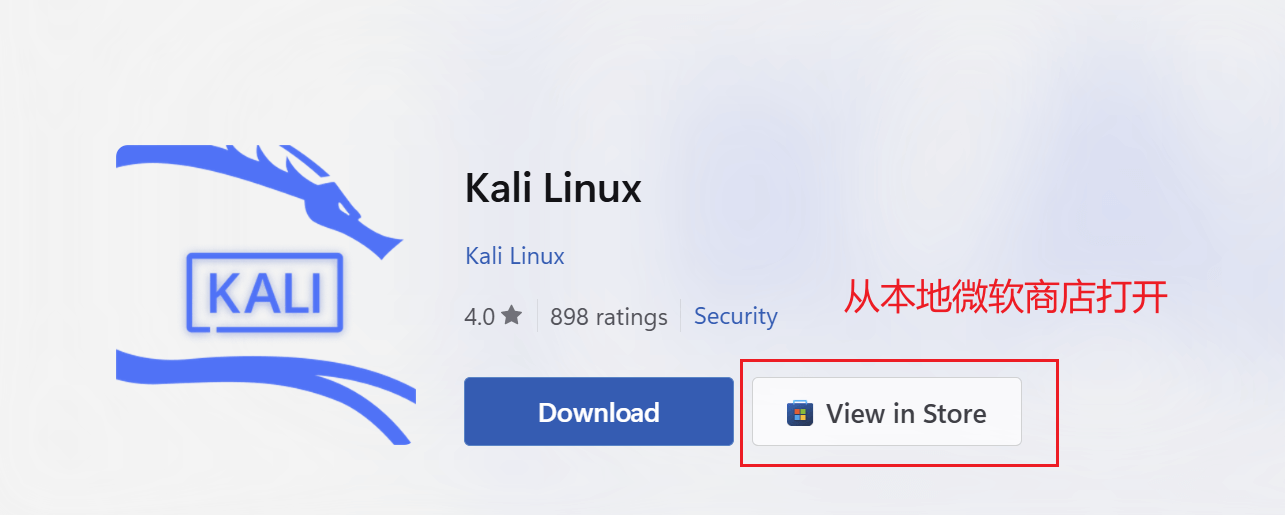 KALI
Kali Linux
Kali Linux
4.0 ★ 898 ratings Security
从本地微软商店打开
Download View in Store